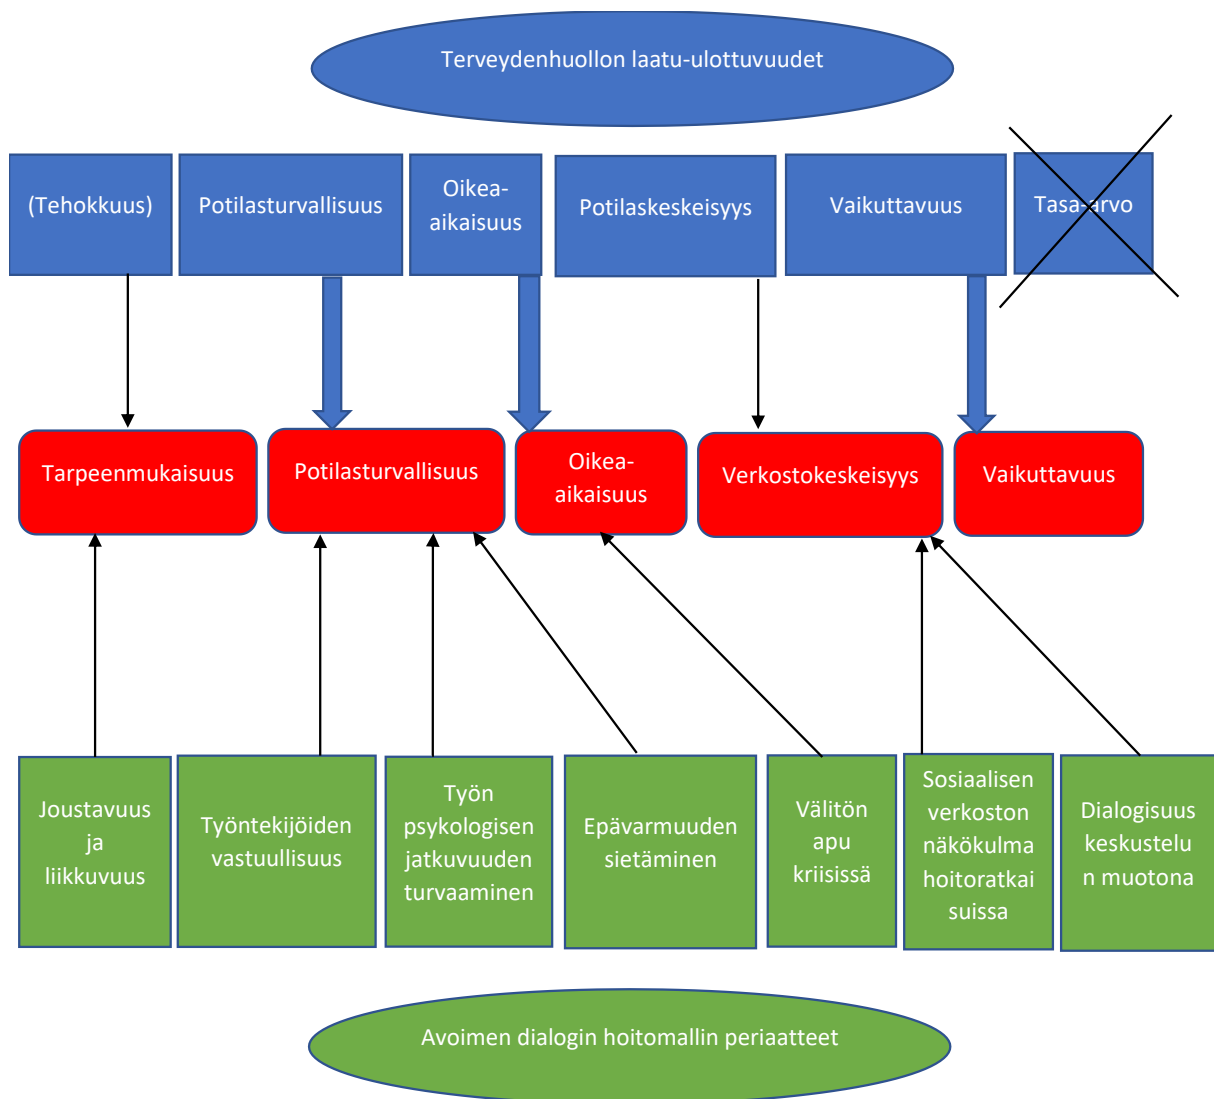 Terveydenhuollon laatu-ulottuvuudet
(Tehokkuus)
Potilasturvallisuus
Oikea-
aikaisuus
Potilaskeskeisyys
Vaikuttavuus
Tasa-arvo
Tarpeenmukaisuus
Potilasturvallisuus
Oikea-
aikaisuus
Verkostokeskeisyys
Vaikuttavuus
Joustavuus
ja
liikkuvuus
Työntekijöiden
vastuullisuus
Työn
psykologisen
jatkuvuuden
turvaaminen
Epävarmuuden
sietäminen
Välitön
apu
kriisissä
Sosiaalisen
verkoston
näkökulma
hoitoratkai
suissa
Dialogisuus
keskustelu
n muotona
Avoimen dialogin hoitomallin periaatteet